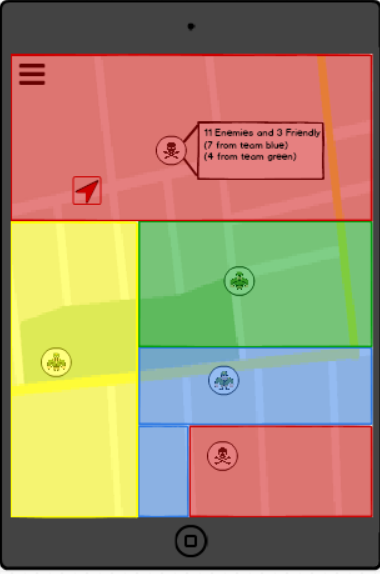 11 Enemies and 3 Friendly
(7 from team blue)
(4 from team green)